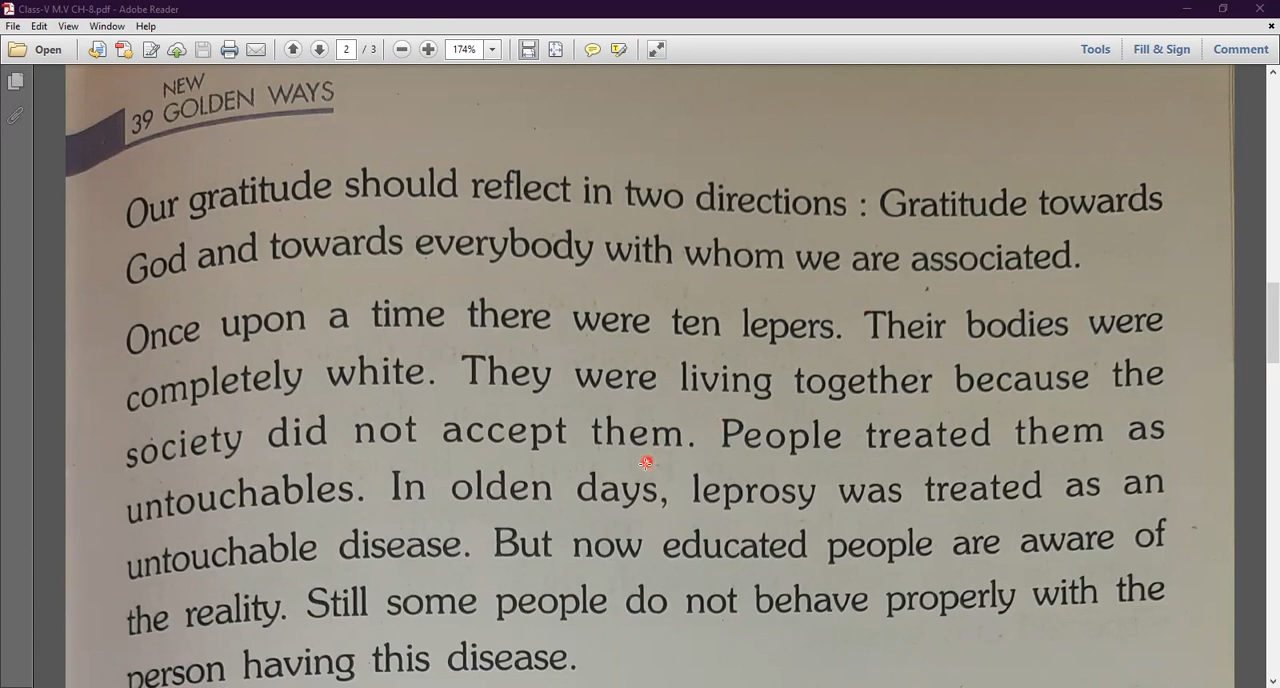 Class-V M.V CH-8.pdf - Adobe Reader
File Edit View Window Help
Open 2 / 3 174% Tools Fill & Sign Comment
NEW
39 GOLDEN WAYS
Our gratitude should reflect in two directions : Gratitude towards
God and towards everybody with whom we are associated.
Once upon a time there were ten lepers. Their bodies were
completely white. They were living together because the
society did not accept them. People treated them as
untouchables. In olden days, leprosy was treated as an
untouchable disease. But now educated people are aware of
the reality. Still some people do not behave properly with the
person having this disease.